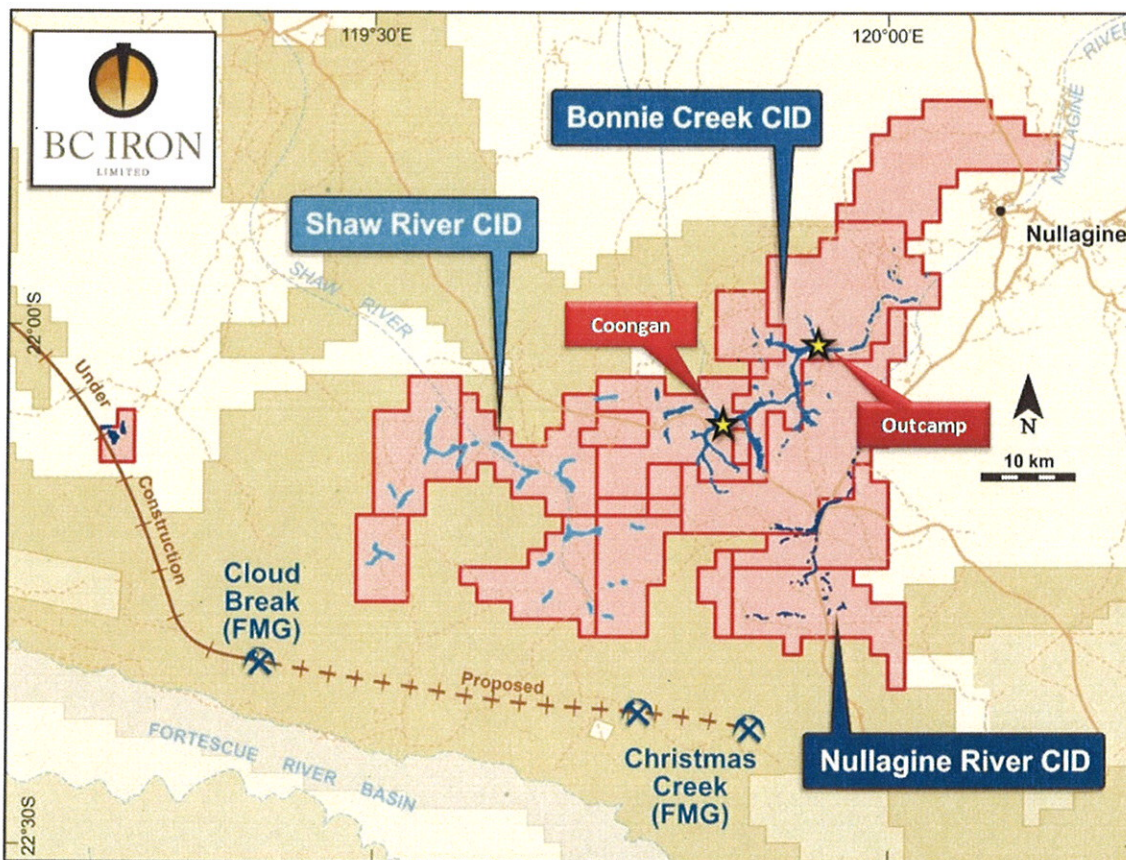 119°30'E
120°00'E
BC IRON
LIMITED
Bonnie Creek CID
NULLAGINE RIVER
Shaw River CID
Nullagine
SHAW RIVER
22°00'S
Coongan
Under Construction
Outcamp
N
10 km
Cloud
Break
(FMG)
Proposed
FORTESCUE RIVER BASIN
Christmas
Creek
(FMG)
Nullagine River CID
22°30'S